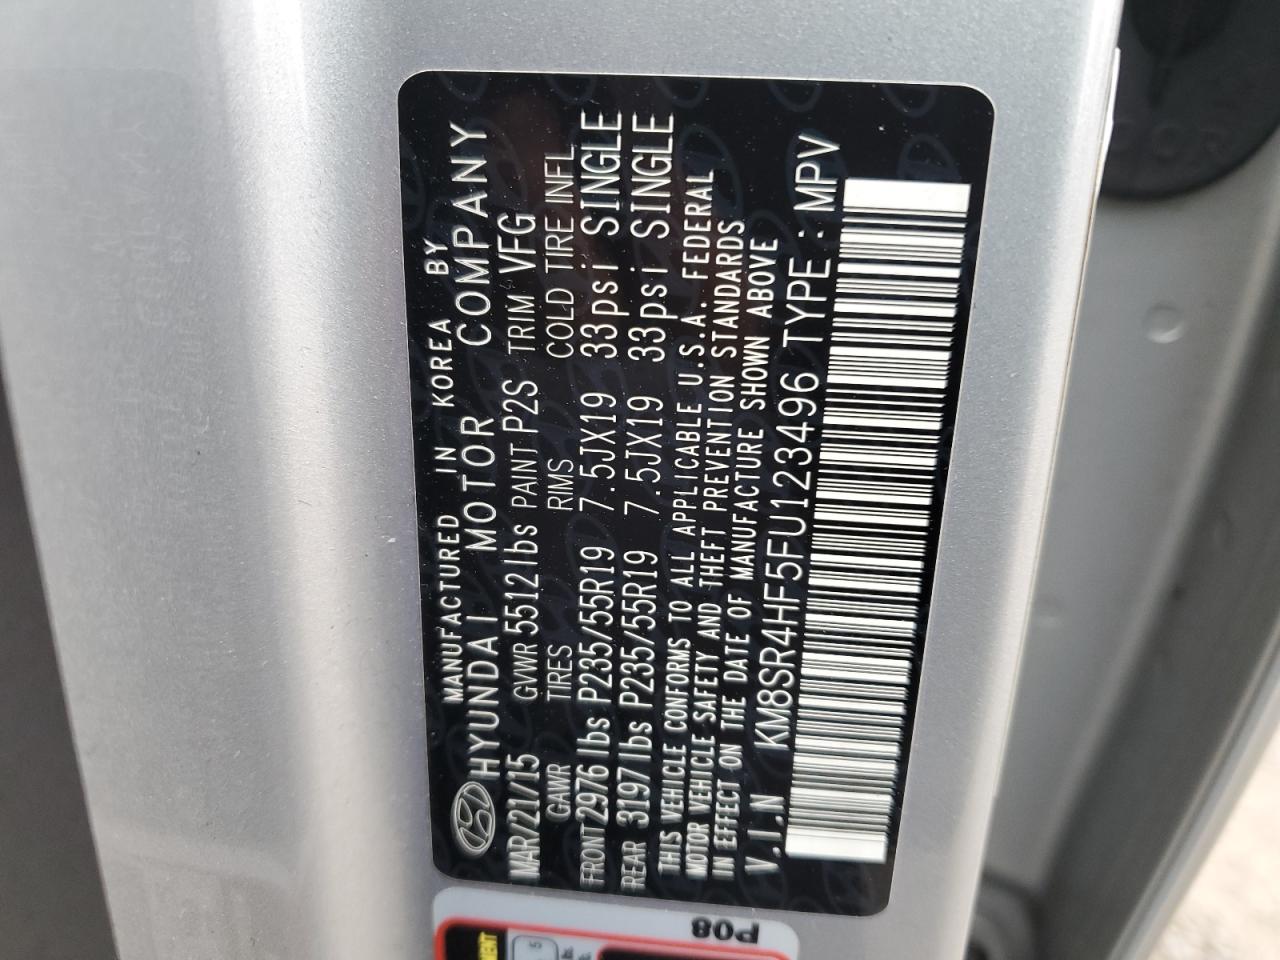 MANUFACTURED IN KOREA BY
HYUNDAI MOTOR COMPANY
MAR/21/15 GVWR 5512lbs PAINT P2S TRIM VFG
GAWR TIRES RIMS COLD TIRE INFL
FRONT 2976lbs P235/55R19 7.5JX19 33psi SINGLE
REAR 3197lbs P235/55R19 7.5JX19 33psi SINGLE
THIS VEHICLE CONFORMS TO ALL APPLICABLE U.S.A. FEDERAL
MOTOR VEHICLE SAFETY AND THEFT PREVENTION STANDARDS
IN EFFECT ON THE DATE OF MANUFACTURE SHOWN ABOVE
V.I.N KM8SR4HF5FU123496 TYPE : MPV
P08